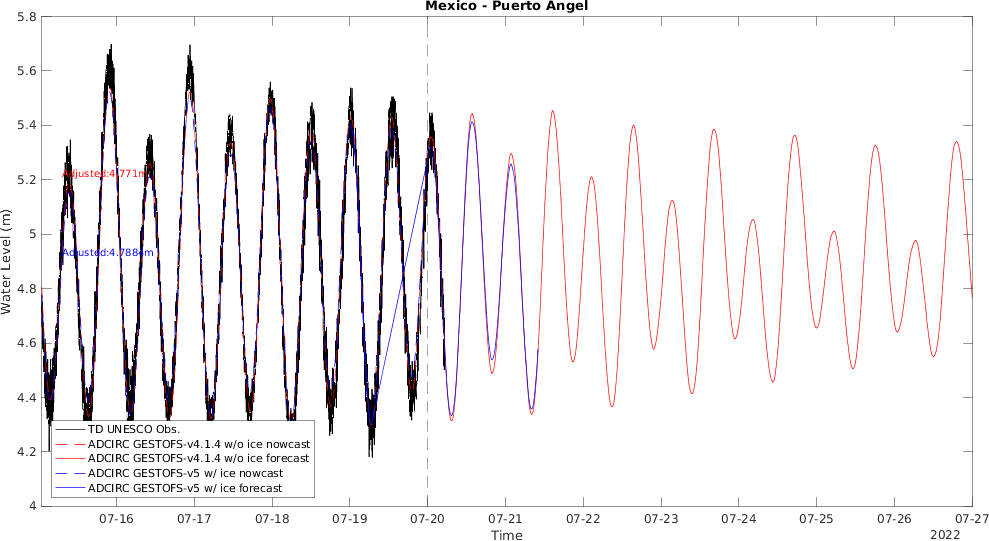 Mexico - Puerto Angel
5.8
5.6
5.4
5.2
5
4.8
4.6
4.4
4.2
4
Water Level (m)
Adjusted:4.771m
Adjusted:4.7884m
TD UNESCO Obs.
ADCIRC GESTOFS-v4.1.4 w/o ice nowcast
ADCIRC GESTOFS-v4.1.4 w/o ice forecast
ADCIRC GESTOFS-v5 w/ ice nowcast
ADCIRC GESTOFS-v5 w/ ice forecast
07-16 07-17 07-18 07-19 07-20 07-21 07-22 07-23 07-24 07-25 07-26 07-27
Time
2022